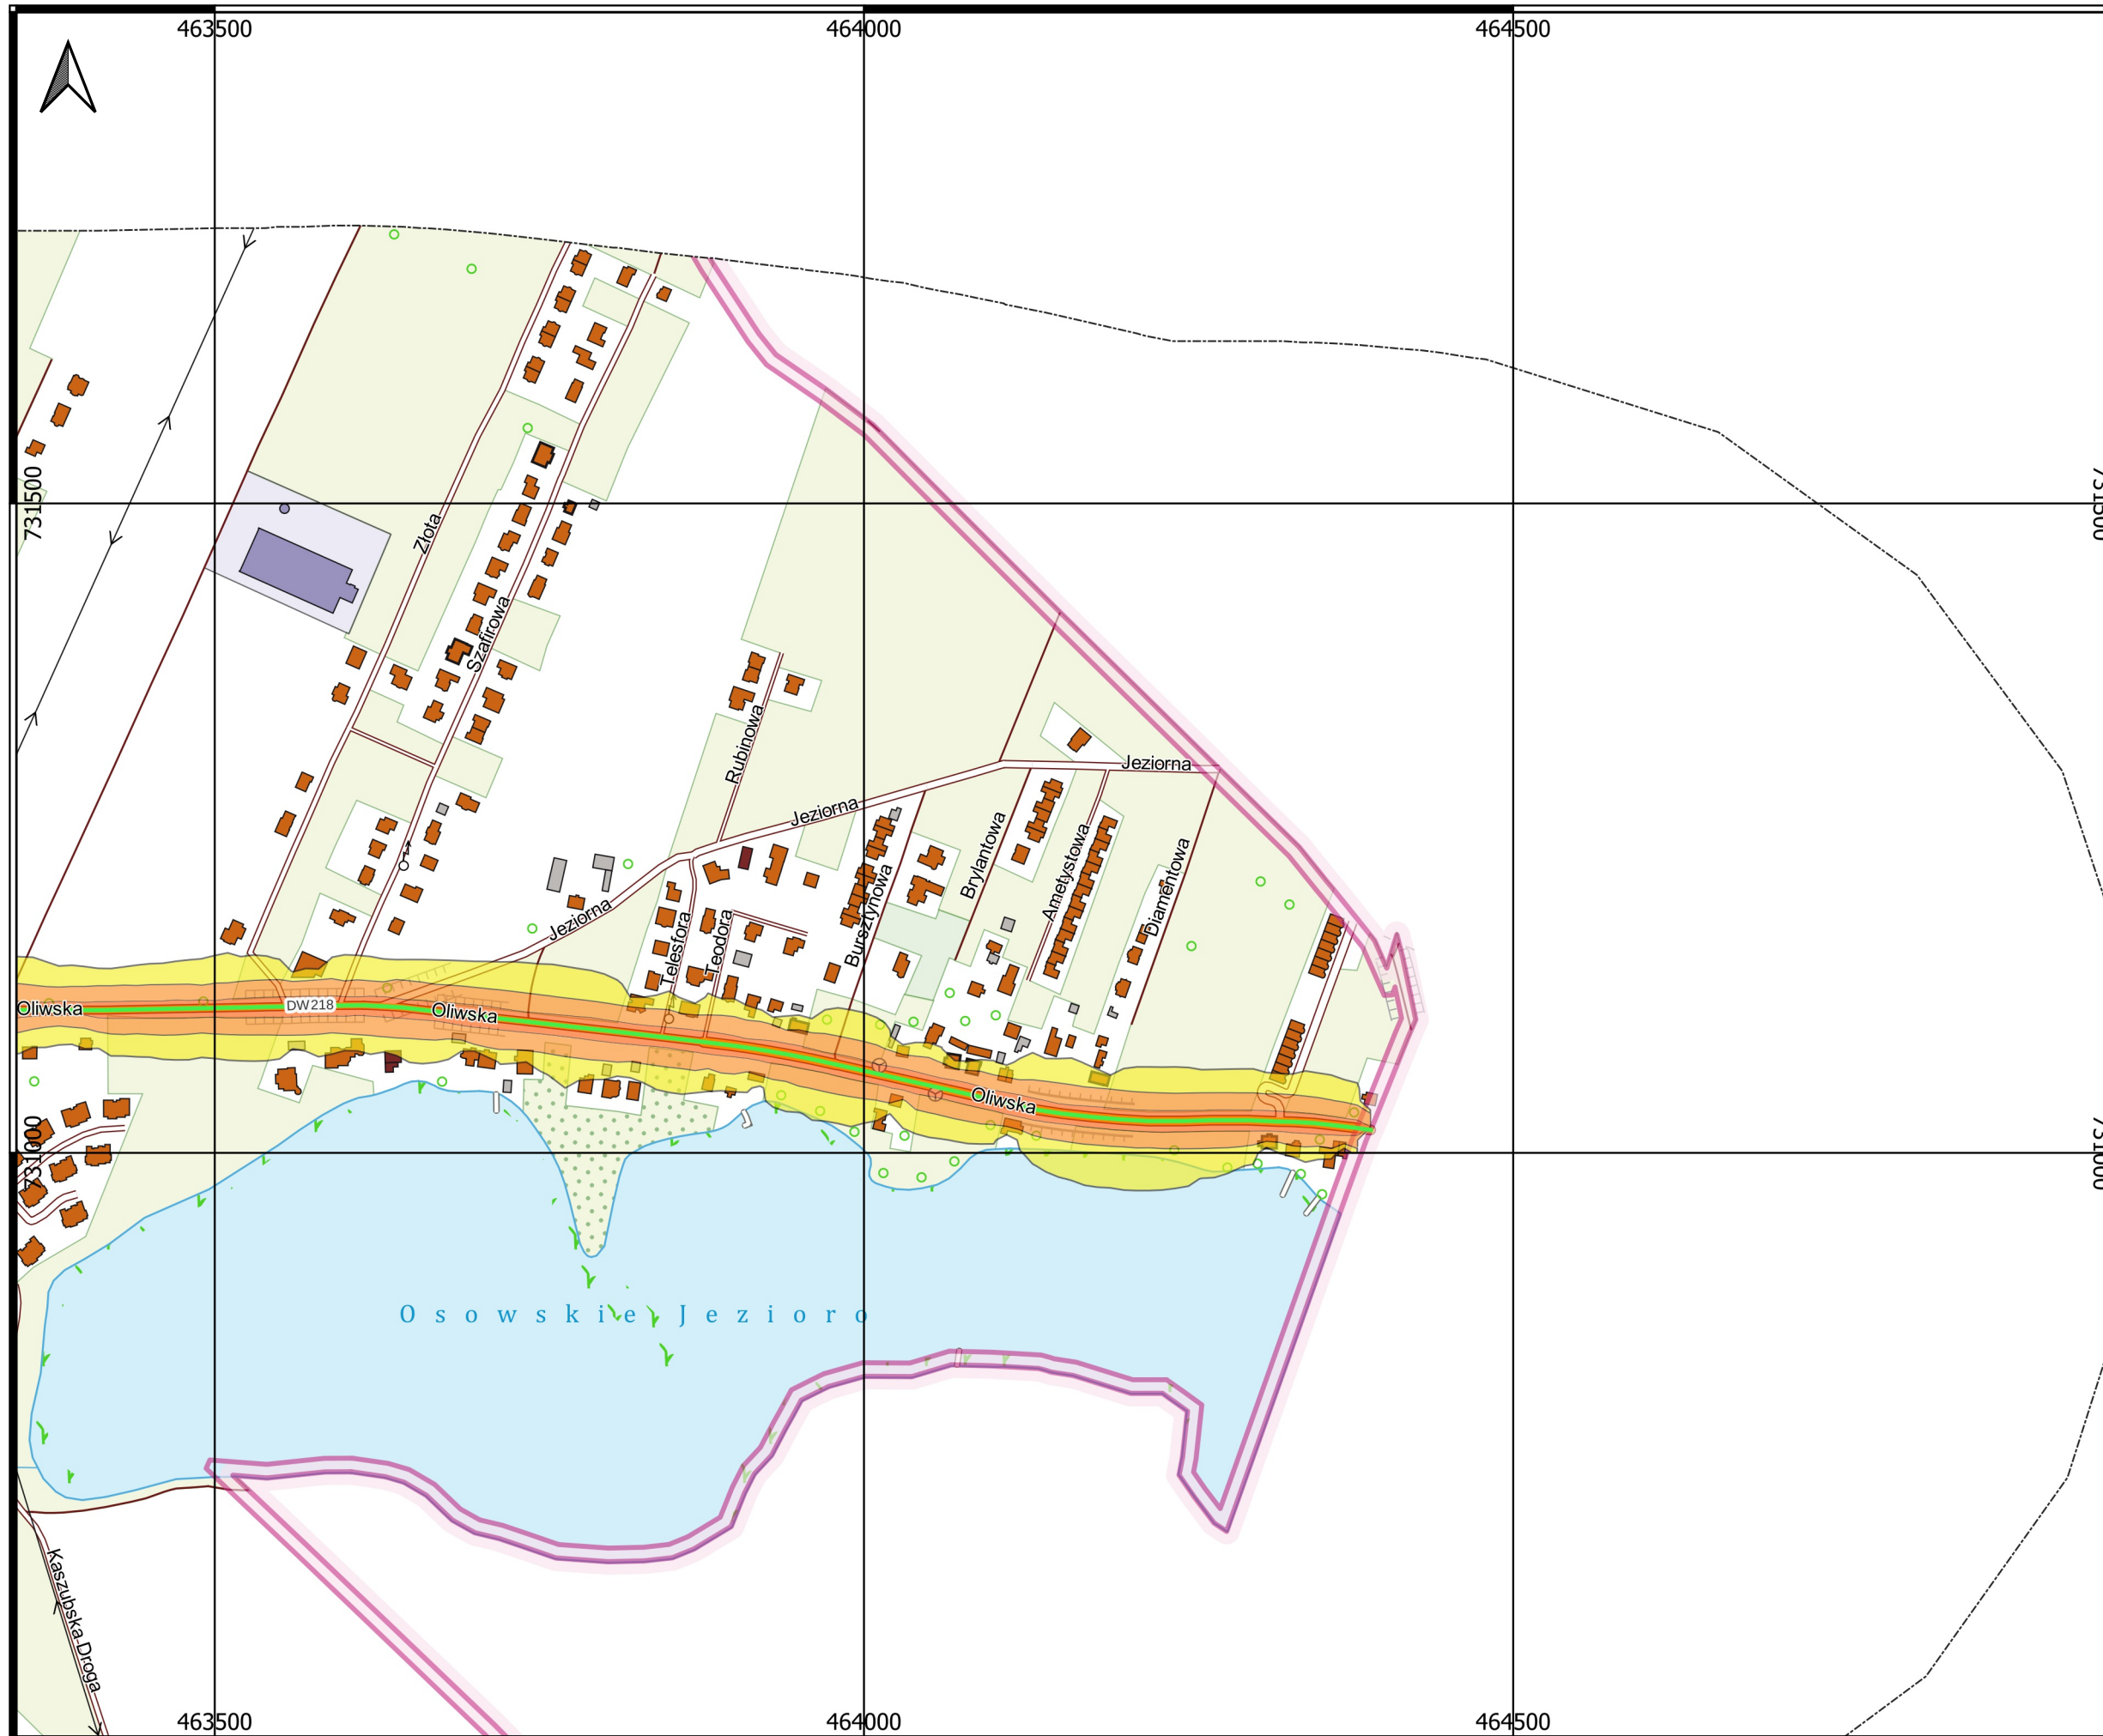 463500
464000
464500
731500
731500
Złota
Szafirowa
Rubinowa
Jeziorna
Jeziorna
Jeziorna
Brylantowa
Ametystowa
Diamentowa
Bursztynowa
Telesfora
Teodora
Oliwska
DW218
Oliwska
Oliwska
731000
731000
Osowskie Jezioro
Kaszubska Droga
463500
464000
464500